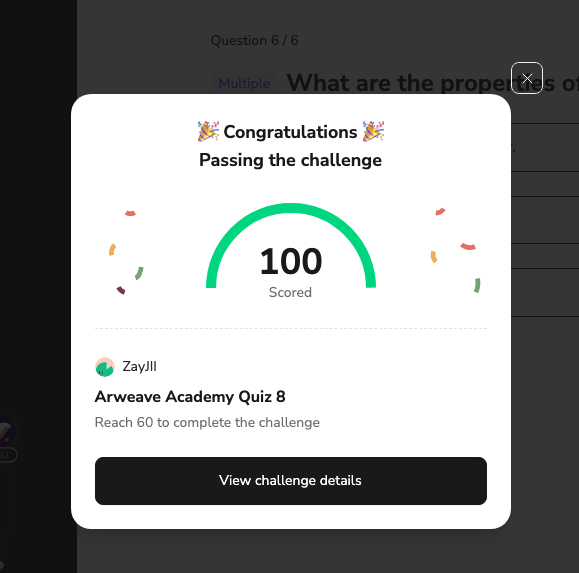 Question 6 / 6
Multiple What are the properties of
Congratulations
Passing the challenge
100
Scored
ZayJII
Arweave Academy Quiz 8
Reach 60 to complete the challenge
View challenge details